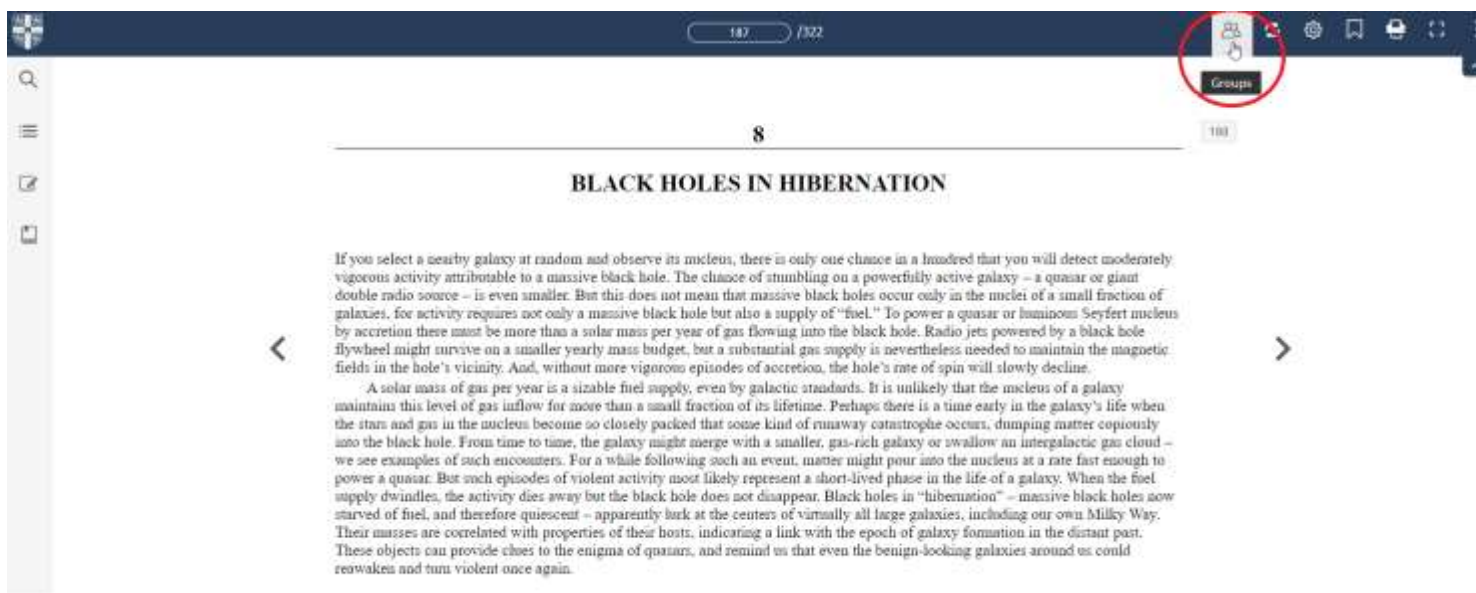 187 /322
Groups
188
8
BLACK HOLES IN HIBERNATION
If you select a nearby galaxy at random and observe its nucleus, there is only one chance in a hundred that you will detect moderately
vigorous activity attributable to a massive black hole. The chance of stumbling on a powerfully active galaxy – a quasar or giant
double radio source – is even smaller. But this does not mean that massive black holes occur only in the nuclei of a small fraction of
galaxies, for activity requires not only a massive black hole but also a supply of “fuel.” To power a quasar or luminous Seyfert nucleus
by accretion there must be more than a solar mass per year of gas flowing into the black hole. Radio jets powered by a black hole
flywheel might survive on a smaller yearly mass budget, but a substantial gas supply is nevertheless needed to maintain the magnetic
fields in the hole’s vicinity. And, without more vigorous episodes of accretion, the hole’s rate of spin will slowly decline.
A solar mass of gas per year is a sizable fuel supply, even by galactic standards. It is unlikely that the nucleus of a galaxy
maintains this level of gas inflow for more than a small fraction of its lifetime. Perhaps there is a time early in the galaxy’s life when
the stars and gas in the nucleus become so closely packed that some kind of runaway catastrophe occurs, dumping matter copiously
into the black hole. From time to time, the galaxy might merge with a smaller, gas-rich galaxy or swallow an intergalactic gas cloud –
we see examples of such encounters. For a while following such an event, matter might pour into the nucleus at a rate fast enough to
power a quasar. But such episodes of violent activity most likely represent a short-lived phase in the life of a galaxy. When the fuel
supply dwindles, the activity dies away but the black hole does not disappear. Black holes in “hibernation” – massive black holes now
starved of fuel, and therefore quiescent – apparently lurk at the centers of virtually all large galaxies, including our own Milky Way.
Their masses are correlated with properties of their hosts, indicating a link with the epoch of galaxy formation in the distant past.
These objects can provide clues to the enigma of quasars, and remind us that even the benign-looking galaxies around us could
reawaken and turn violent once again.